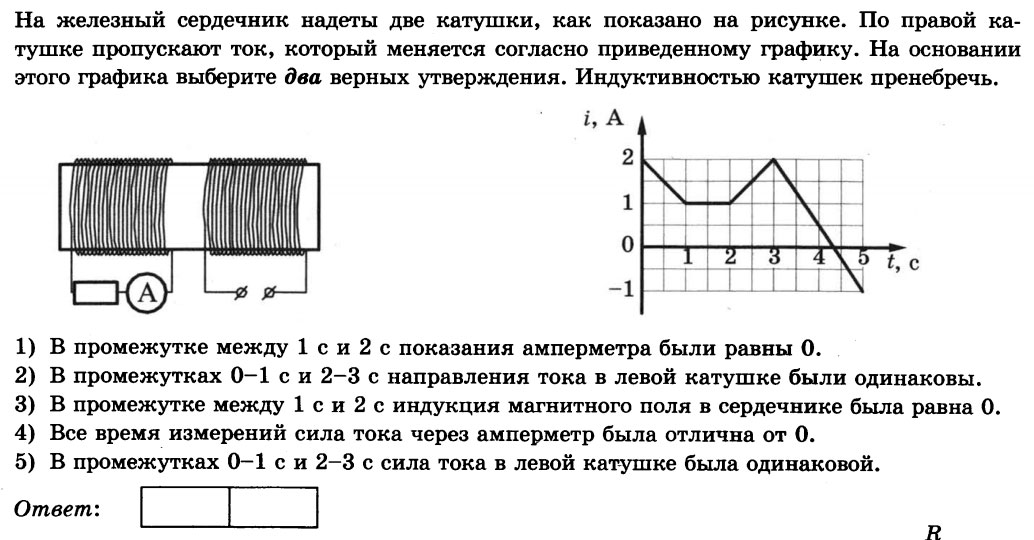 На железный сердечник надеты две катушки, как показано на рисунке. По правой ка-
тушке пропускают ток, который меняется согласно приведенному графику. На основании
этого графика выберите два верных утверждения. Индуктивностью катушек пренебречь.
i, А
2
1
0
1 2 3 4 5
t, с
−1
А
1) В промежутке между 1 с и 2 с показания амперметра были равны 0.
2) В промежутках 0–1 с и 2–3 с направления тока в левой катушке были одинаковы.
3) В промежутке между 1 с и 2 с индукция магнитного поля в сердечнике была равна 0.
4) Все время измерений сила тока через амперметр была отлична от 0.
5) В промежутках 0–1 с и 2–3 с сила тока в левой катушке была одинаковой.
Ответ:
R